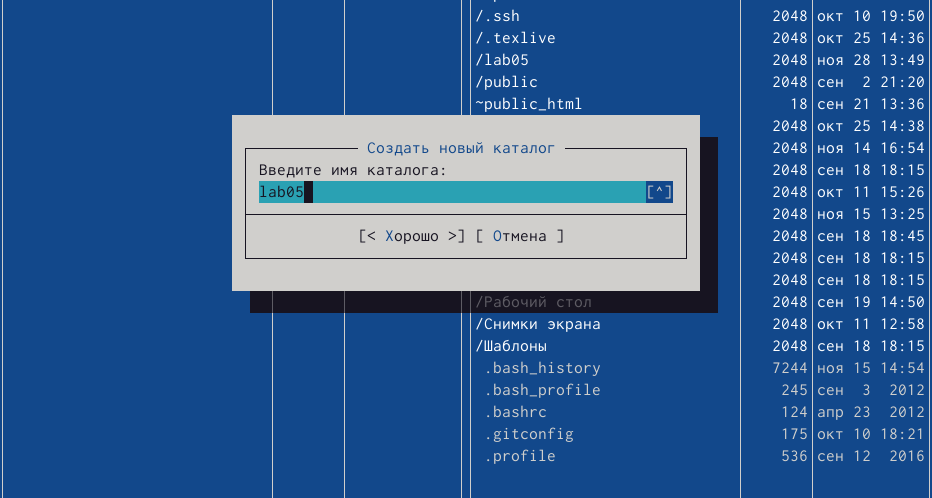 /.ssh 2048 окт 10 19:50
/.texlive 2048 окт 25 14:36
/lab05 2048 ноя 28 13:49
/public 2048 сен 2 21:20
~public_html 18 сен 21 13:36
2048 окт 25 14:38
Создать новый каталог 2048 ноя 14 16:54
Введите имя каталога: 2048 сен 18 18:15
lab05 [^] 2048 окт 11 15:26
2048 ноя 15 13:25
[< Хорошо >] [ Отмена ] 2048 сен 18 18:45
2048 сен 18 18:15
2048 сен 18 18:15
/Рабочий стол 2048 сен 19 14:50
/Снимки экрана 2048 окт 11 12:58
/Шаблоны 2048 сен 18 18:15
.bash_history 7244 ноя 15 14:54
.bash_profile 245 сен 3 2012
.bashrc 124 апр 23 2012
.gitconfig 175 окт 10 18:21
.profile 536 сен 12 2016